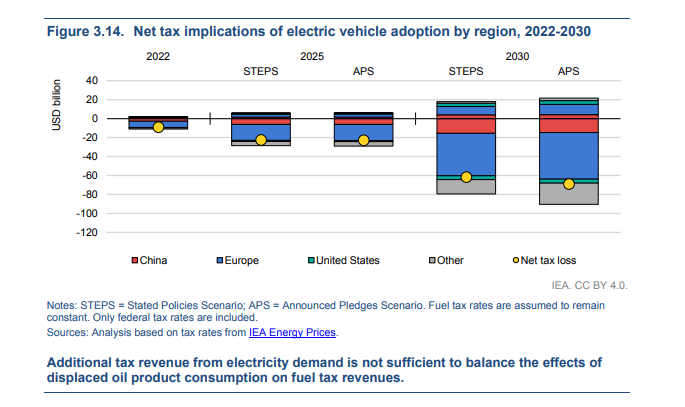 Figure 3.14. Net tax implications of electric vehicle adoption by region, 2022-2030
2022 2025 2030
STEPS APS STEPS APS
USD billion
40
20
0
-20
-40
-60
-80
-100
-120
China Europe United States Other Net tax loss
IEA. CC BY 4.0.
Notes: STEPS = Stated Policies Scenario; APS = Announced Pledges Scenario. Fuel tax rates are assumed to remain
constant. Only federal tax rates are included.
Sources: Analysis based on tax rates from IEA Energy Prices.
Additional tax revenue from electricity demand is not sufficient to balance the effects of
displaced oil product consumption on fuel tax revenues.